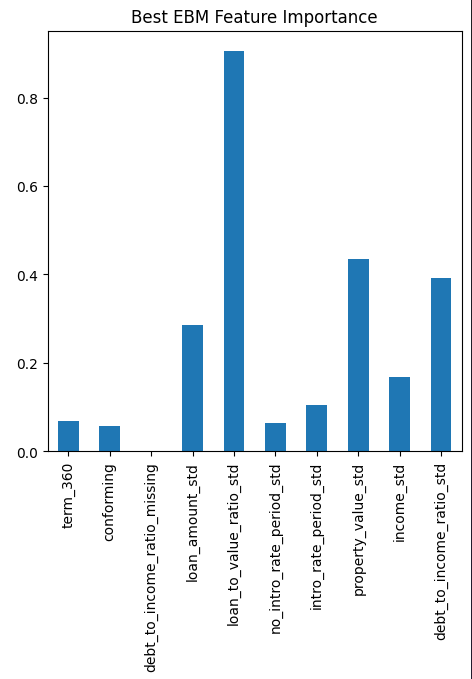 Best EBM Feature Importance
0.8
0.6
0.4
0.2
0.0
term_360
conforming
debt_to_income_ratio_missing
loan_amount_std
loan_to_value_ratio_std
no_intro_rate_period_std
intro_rate_period_std
property_value_std
income_std
debt_to_income_ratio_std